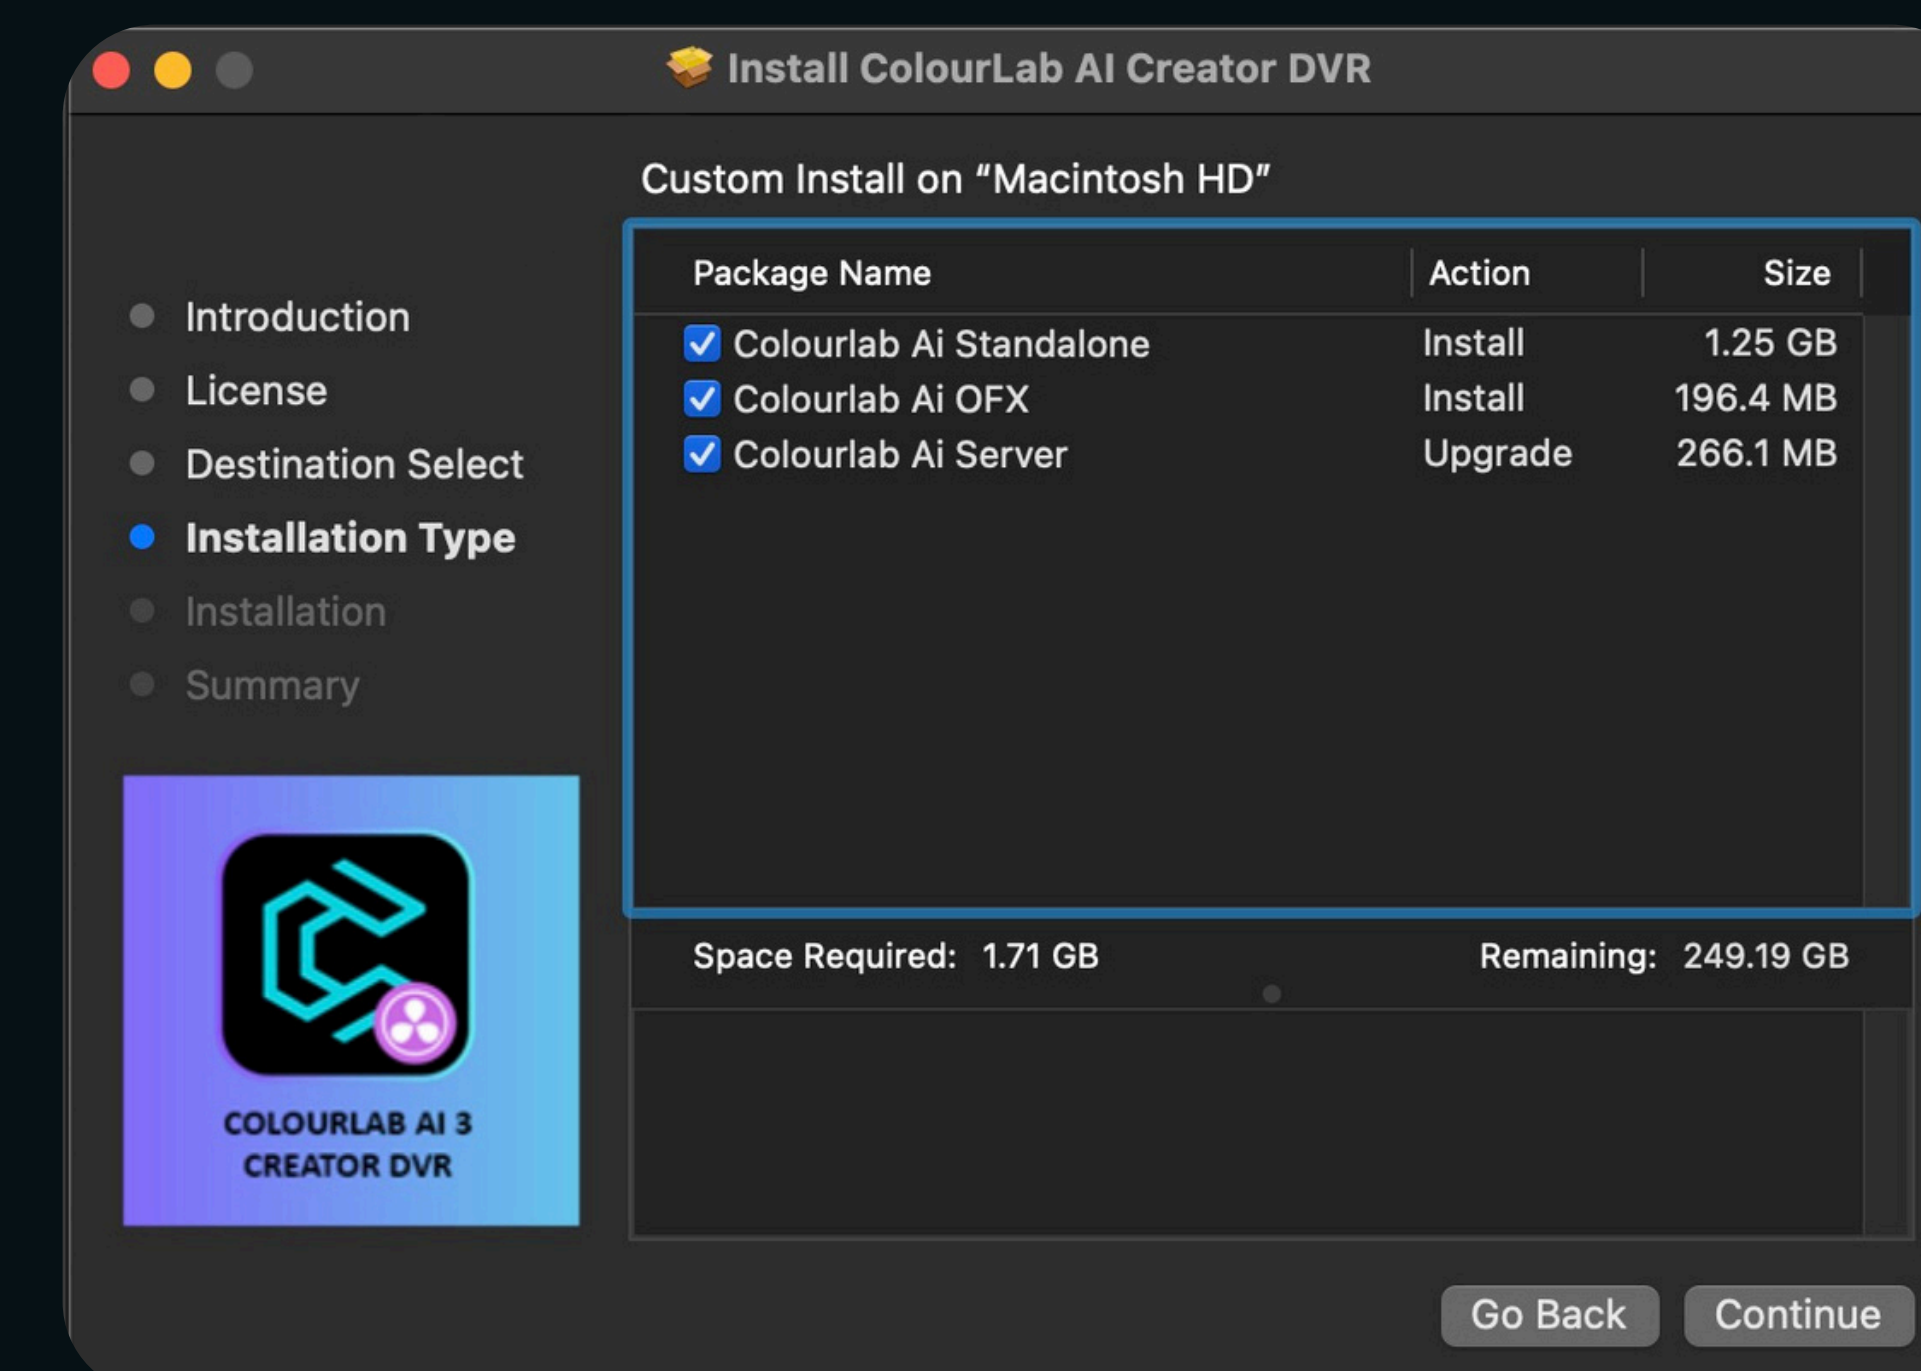 Install ColourLab AI Creator DVR
Custom Install on “Macintosh HD”
Introduction
License
Destination Select
Installation Type
Installation
Summary
Package Name Action Size
Colourlab Ai Standalone Install 1.25 GB
Colourlab Ai OFX Install 196.4 MB
Colourlab Ai Server Upgrade 266.1 MB
Space Required: 1.71 GB Remaining: 249.19 GB
COLOURLAB AI 3
CREATOR DVR
Go Back Continue